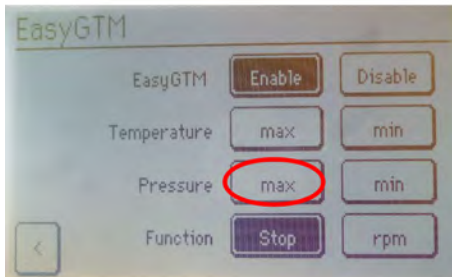 EasyGTM
EasyGTM Enable Disable
Temperature max min
Pressure max min
< Function Stop rpm